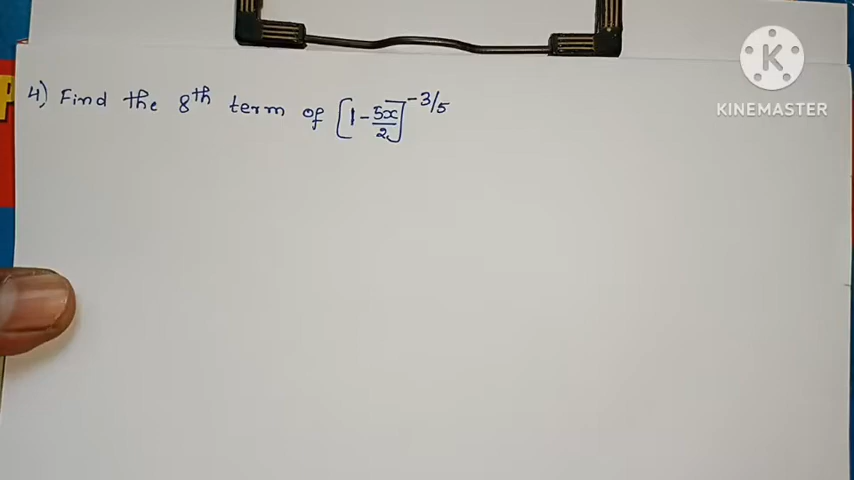 4) Find the 8th term of [1 - 5x/2]^-3/5
KINEMASTER